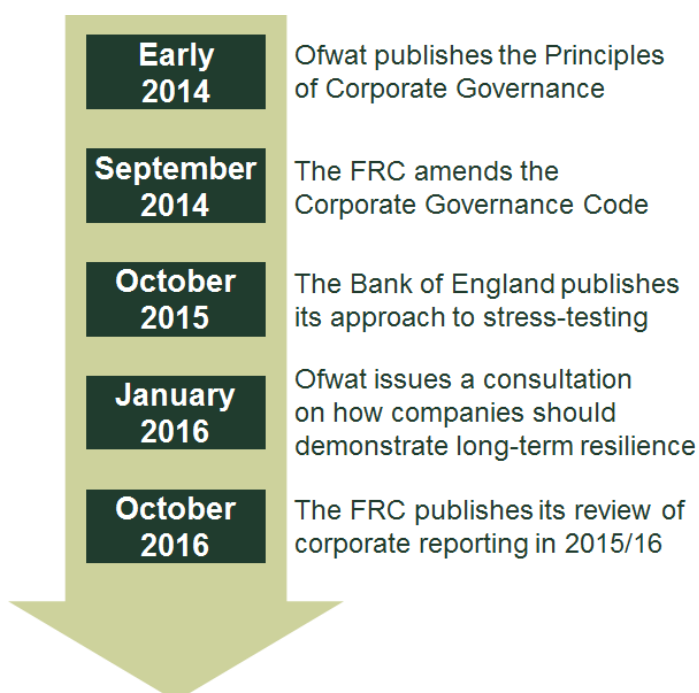 Early
2014
Ofwat publishes the Principles
of Corporate Governance
September
2014
The FRC amends the
Corporate Governance Code
October
2015
The Bank of England publishes
its approach to stress-testing
January
2016
Ofwat issues a consultation
on how companies should
demonstrate long-term resilience
October
2016
The FRC publishes its review of
corporate reporting in 2015/16